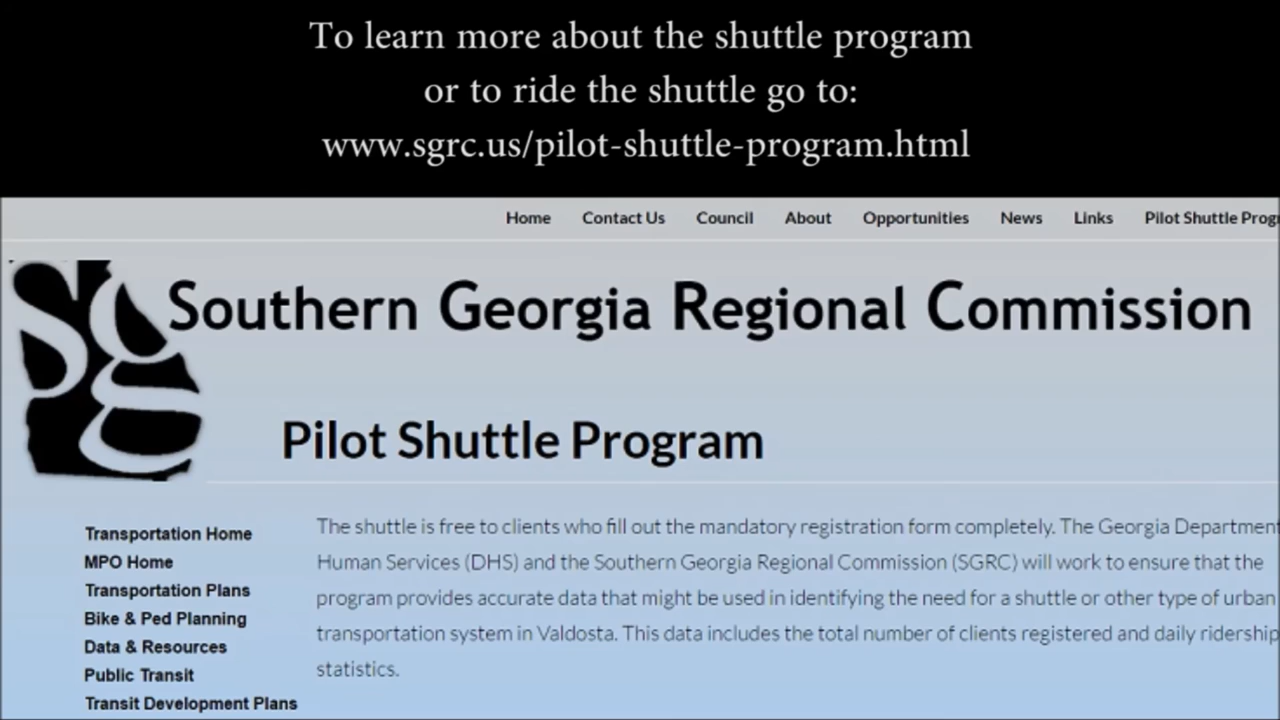 To learn more about the shuttle program
or to ride the shuttle go to:
www.sgrc.us/pilot-shuttle-program.html
Home Contact Us Council About Opportunities News Links Pilot Shuttle Progr
Sg
Southern Georgia Regional Commission
Pilot Shuttle Program
Transportation Home
MPO Home
Transportation Plans
Bike & Ped Planning
Data & Resources
Public Transit
Transit Development Plans
The shuttle is free to clients who fill out the mandatory registration form completely. The Georgia Department
Human Services (DHS) and the Southern Georgia Regional Commission (SGRC) will work to ensure that the
program provides accurate data that might be used in identifying the need for a shuttle or other type of urban
transportation system in Valdosta. This data includes the total number of clients registered and daily ridership
statistics.